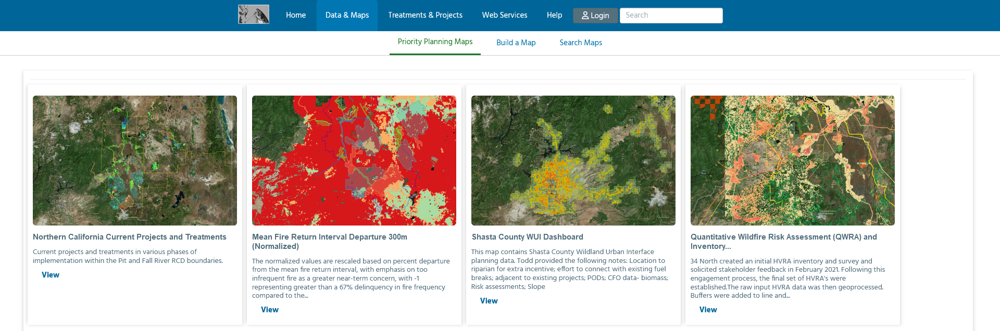 Home
Data & Maps
Treatments & Projects
Web Services
Help
Login
Search
Priority Planning Maps
Build a Map
Search Maps
Northern California Current Projects and Treatments
Current projects and treatments in various phases of
implementation within the Pit and Fall River RCD boundaries.
View
Mean Fire Return Interval Departure 300m
(Normalized)
The normalized values are rescaled based on percent departure
from the mean fire return interval, with emphasis on too
infrequent fire as a greater near-term concern, with -1
representing greater than a 67% delinquency in fire frequency
compared to the...
View
Shasta County WUI Dashboard
This map contains Shasta County Wildland Urban Interface
planning data. Todd provided the following notes: Location to
riparian for extra incentive; effort to connect with existing fuel
breaks; adjacent to existing projects; PODs; CFO data- biomass;
Risk assessments; Slope
View
Quantitative Wildfire Risk Assessment (QWRA) and
Inventory...
34 North created an initial HVRA inventory and survey and
solicited stakeholder feedback in February 2021. Following this
engagement process, the final set of HVRA's were
established.The raw input HVRA data was then geoprocessed.
Buffers were added to line and...
View